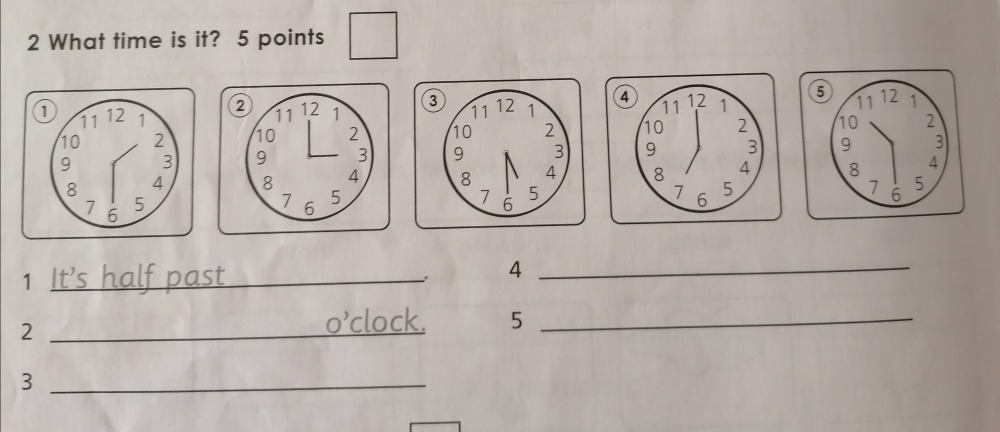 2 What time is it? 5 points
1 2 3 4 5
12 1 2 3 4 5 6 7 8 9 10 11
12 1 2 3 4 5 6 7 8 9 10 11
12 1 2 3 4 5 6 7 8 9 10 11
12 1 2 3 4 5 6 7 8 9 10 11
12 1 2 3 4 5 6 7 8 9 10 11
1 It's half past .
2 o'clock.
3
4
5